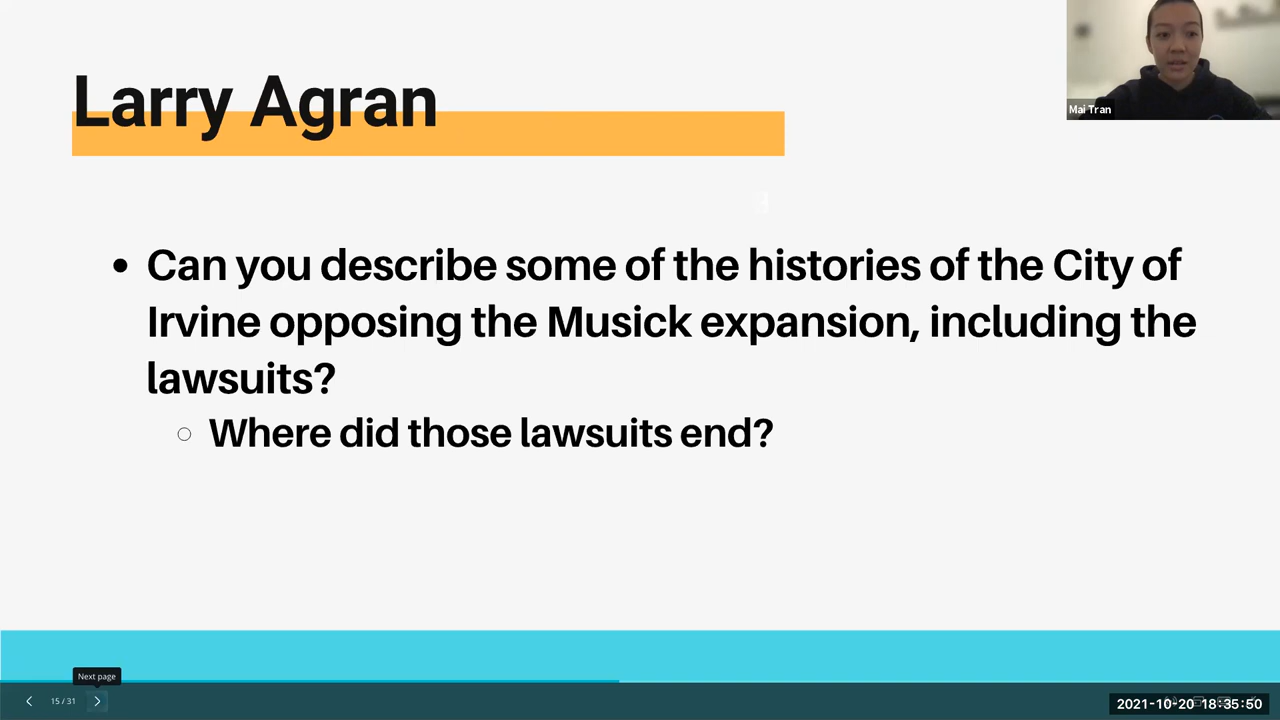 Larry Agran
Mai Tran
• Can you describe some of the histories of the City of
Irvine opposing the Musick expansion, including the
lawsuits?
○ Where did those lawsuits end?
Next page
15 / 31
2021-10-20 18:35:50